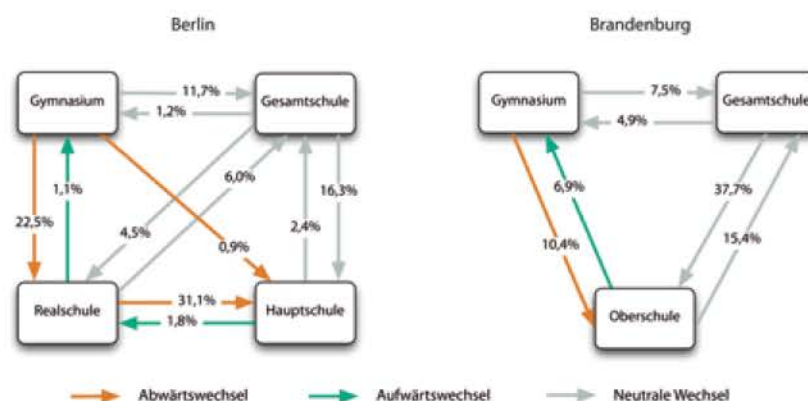 Berlin
Brandenburg
Gymnasium
11,7%
Gesamtschule
1,2%
Gymnasium
7,5%
Gesamtschule
4,9%
1,1%
6,0%
16,3%
22,5%
4,5%
0,9%
2,4%
6,9%
37,7%
10,4%
15,4%
Realschule
31,1%
Hauptschule
1,8%
Oberschule
Abwärtswechsel
Aufwärtswechsel
Neutrale Wechsel